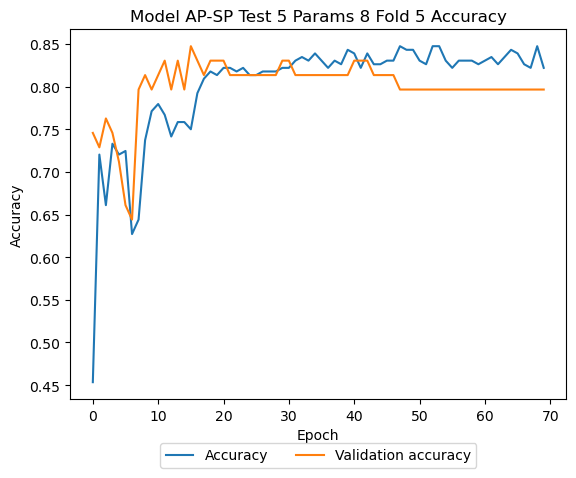 Model AP-SP Test 5 Params 8 Fold 5 Accuracy
Accuracy
0.85
0.80
0.75
0.70
0.65
0.60
0.55
0.50
0.45
0 10 20 30 40 50 60 70
Epoch
Accuracy Validation accuracy